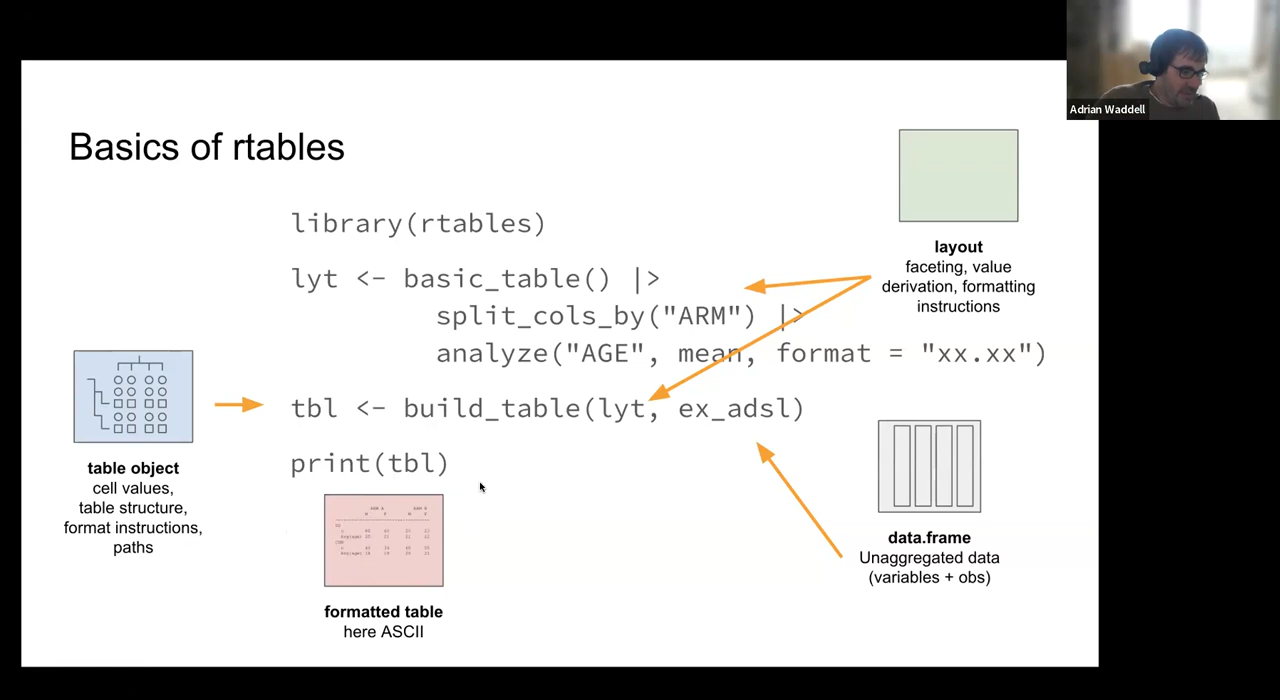 Adrian Waddell
Basics of rtables
library(rtables)
lyt <- basic_table() |>
split_cols_by("ARM") |>
analyze("AGE", mean, format = "xx.xx")
tbl <- build_table(lyt, ex_adsl)
print(tbl)
layout
faceting, value
derivation, formatting
instructions
table object
cell values,
table structure,
format instructions,
paths
data.frame
Unaggregated data
(variables + obs)
formatted table
here ASCII